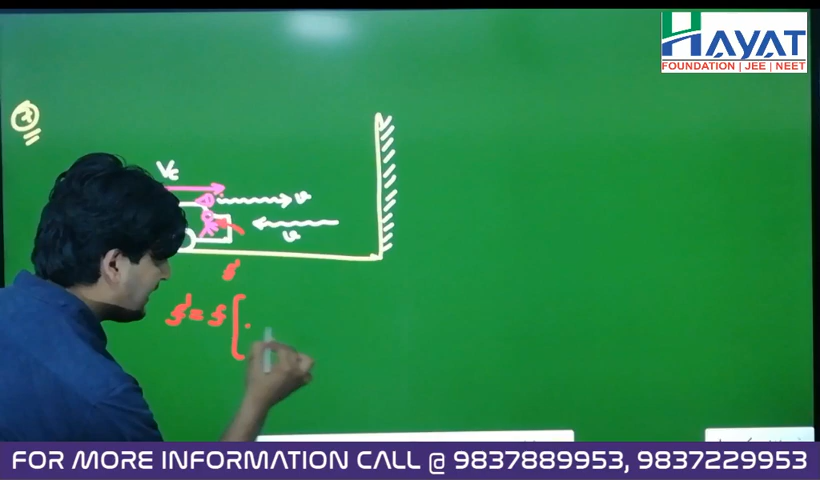 HAYAT
FOUNDATION | JEE | NEET
Vc
v
v
f'
f' = f [
FOR MORE INFORMATION CALL @ 9837889953, 9837229953